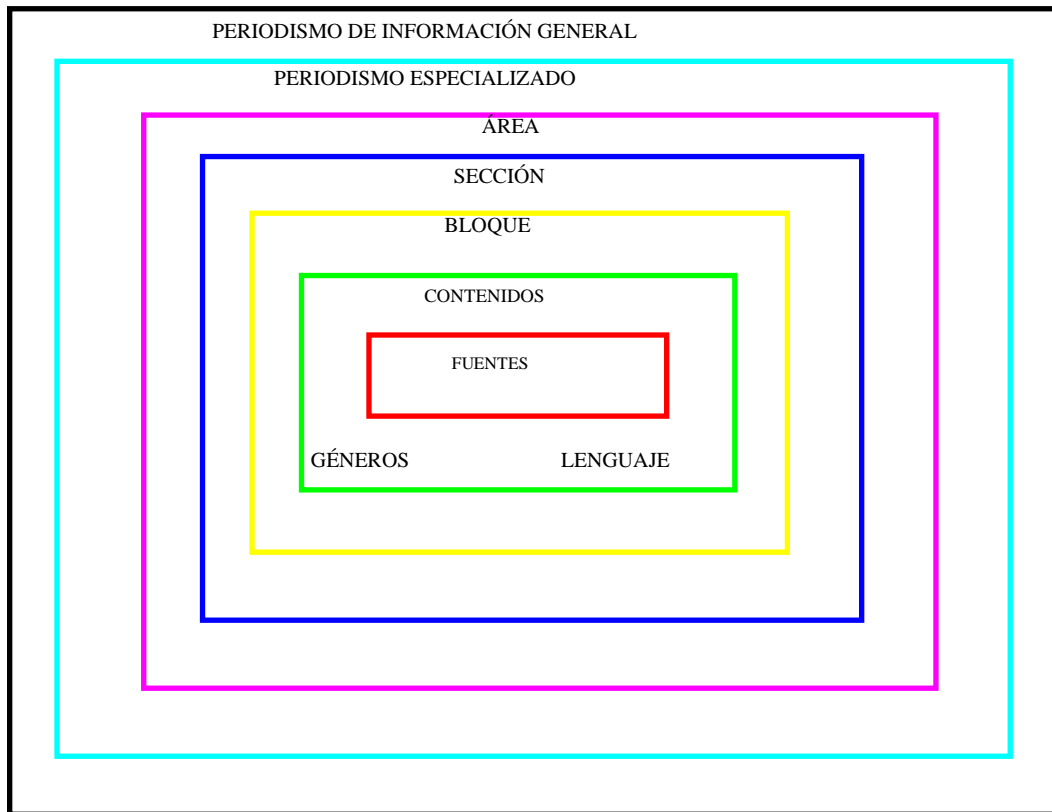 PERIODISMO DE INFORMACIÓN GENERAL
PERIODISMO ESPECIALIZADO
ÁREA
SECCIÓN
BLOQUE
CONTENIDOS
FUENTES
GÉNEROS LENGUAJE